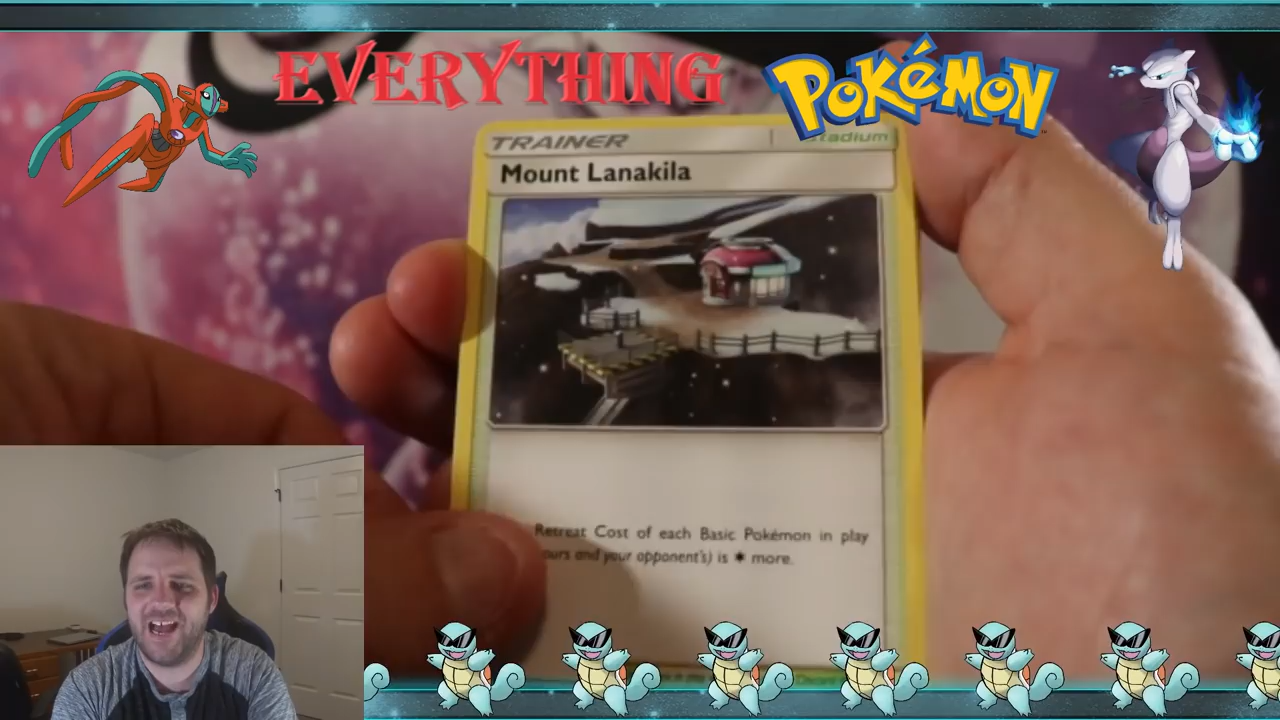 EVERYTHING POKéMON
TRAINER Stadium
Mount Lanakila
Retreat Cost of each Basic Pokémon in play
ours and your opponent's) is ✱ more.